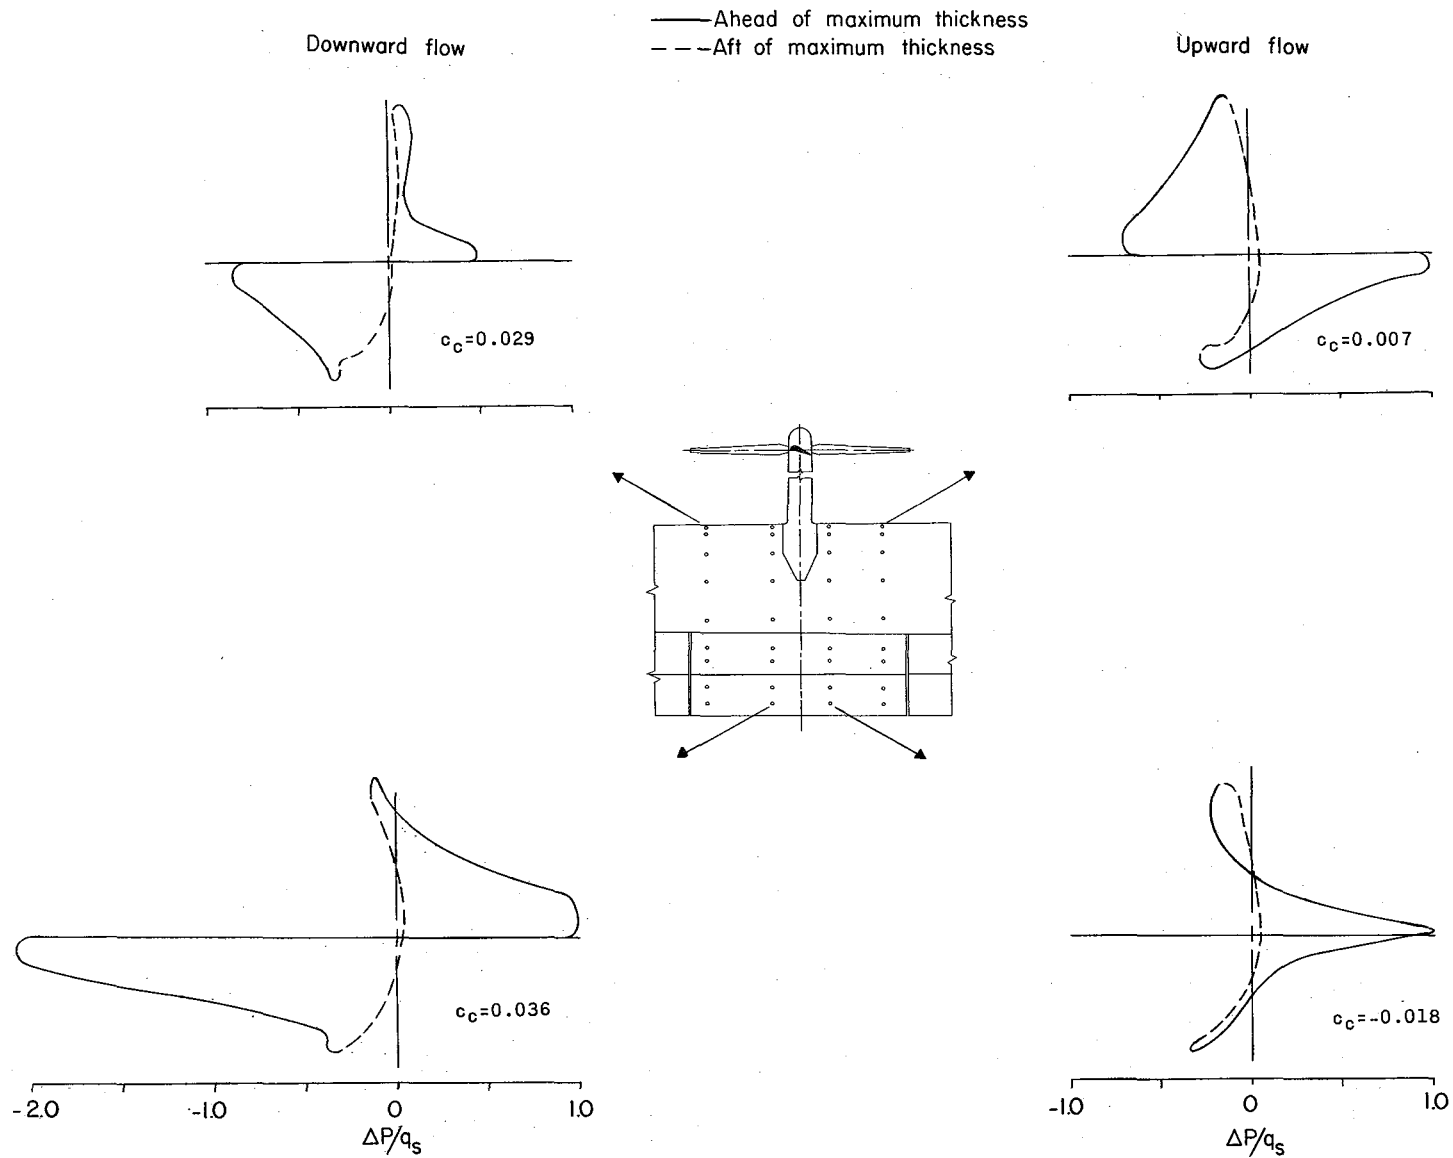 Ahead of maximum thickness
Aft of maximum thickness
Downward flow
Upward flow
c_c=0.029
c_c=0.007
c_c=0.036
c_c=-0.018
-2.0 -1.0 0 1.0
ΔP/q_s
-1.0 0 1.0
ΔP/q_s